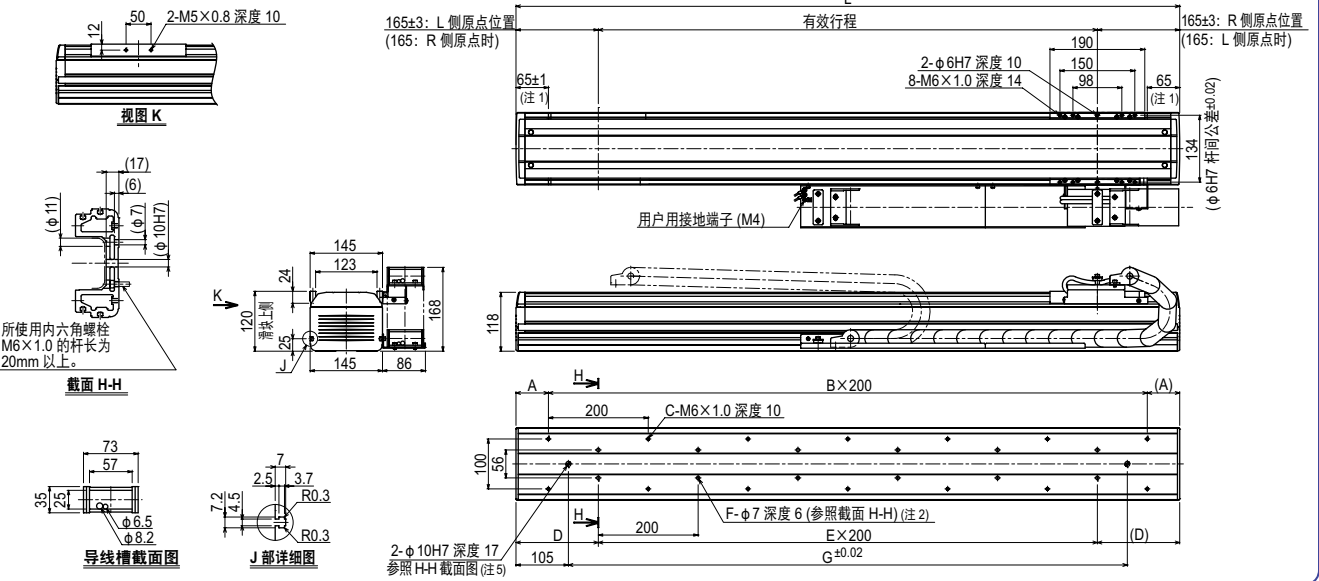 50
2-M5×0.8 深度 10
12
视图 K
L
165±3：L 侧原点位置
(165：R 侧原点时)
有效行程
165±3：R 侧原点位置
(165：L 侧原点时)
190
2-φ6H7 深度 10
150
8-M6×1.0 深度 14
98
65±1
(注 1)
65
(注 1)
134
(φ6H7 杆间公差±0.02)
用户用接地端子 (M4)
(17)
(6)
(φ11)
(φ7)
(φ10H7)
所使用内六角螺栓
M6×1.0 的杆长为
20mm 以上。
截面 H-H
145
123
24
K
120
滑块上侧
25
J
145
86
168
118
A
H
B×200
(A)
200
C-M6×1.0 深度 10
100
56
F-φ7 深度 6 (参照截面 H-H) (注 2)
H
200
D
E×200
(D)
2-φ10H7 深度 17
参照 H-H 截面图 (注 5)
105
G±0.02
73
57
35
25
φ6.5
φ8.2
导线槽截面图
7
2.5
3.7
R0.3
7.2
4.5
R0.3
J 部详细图